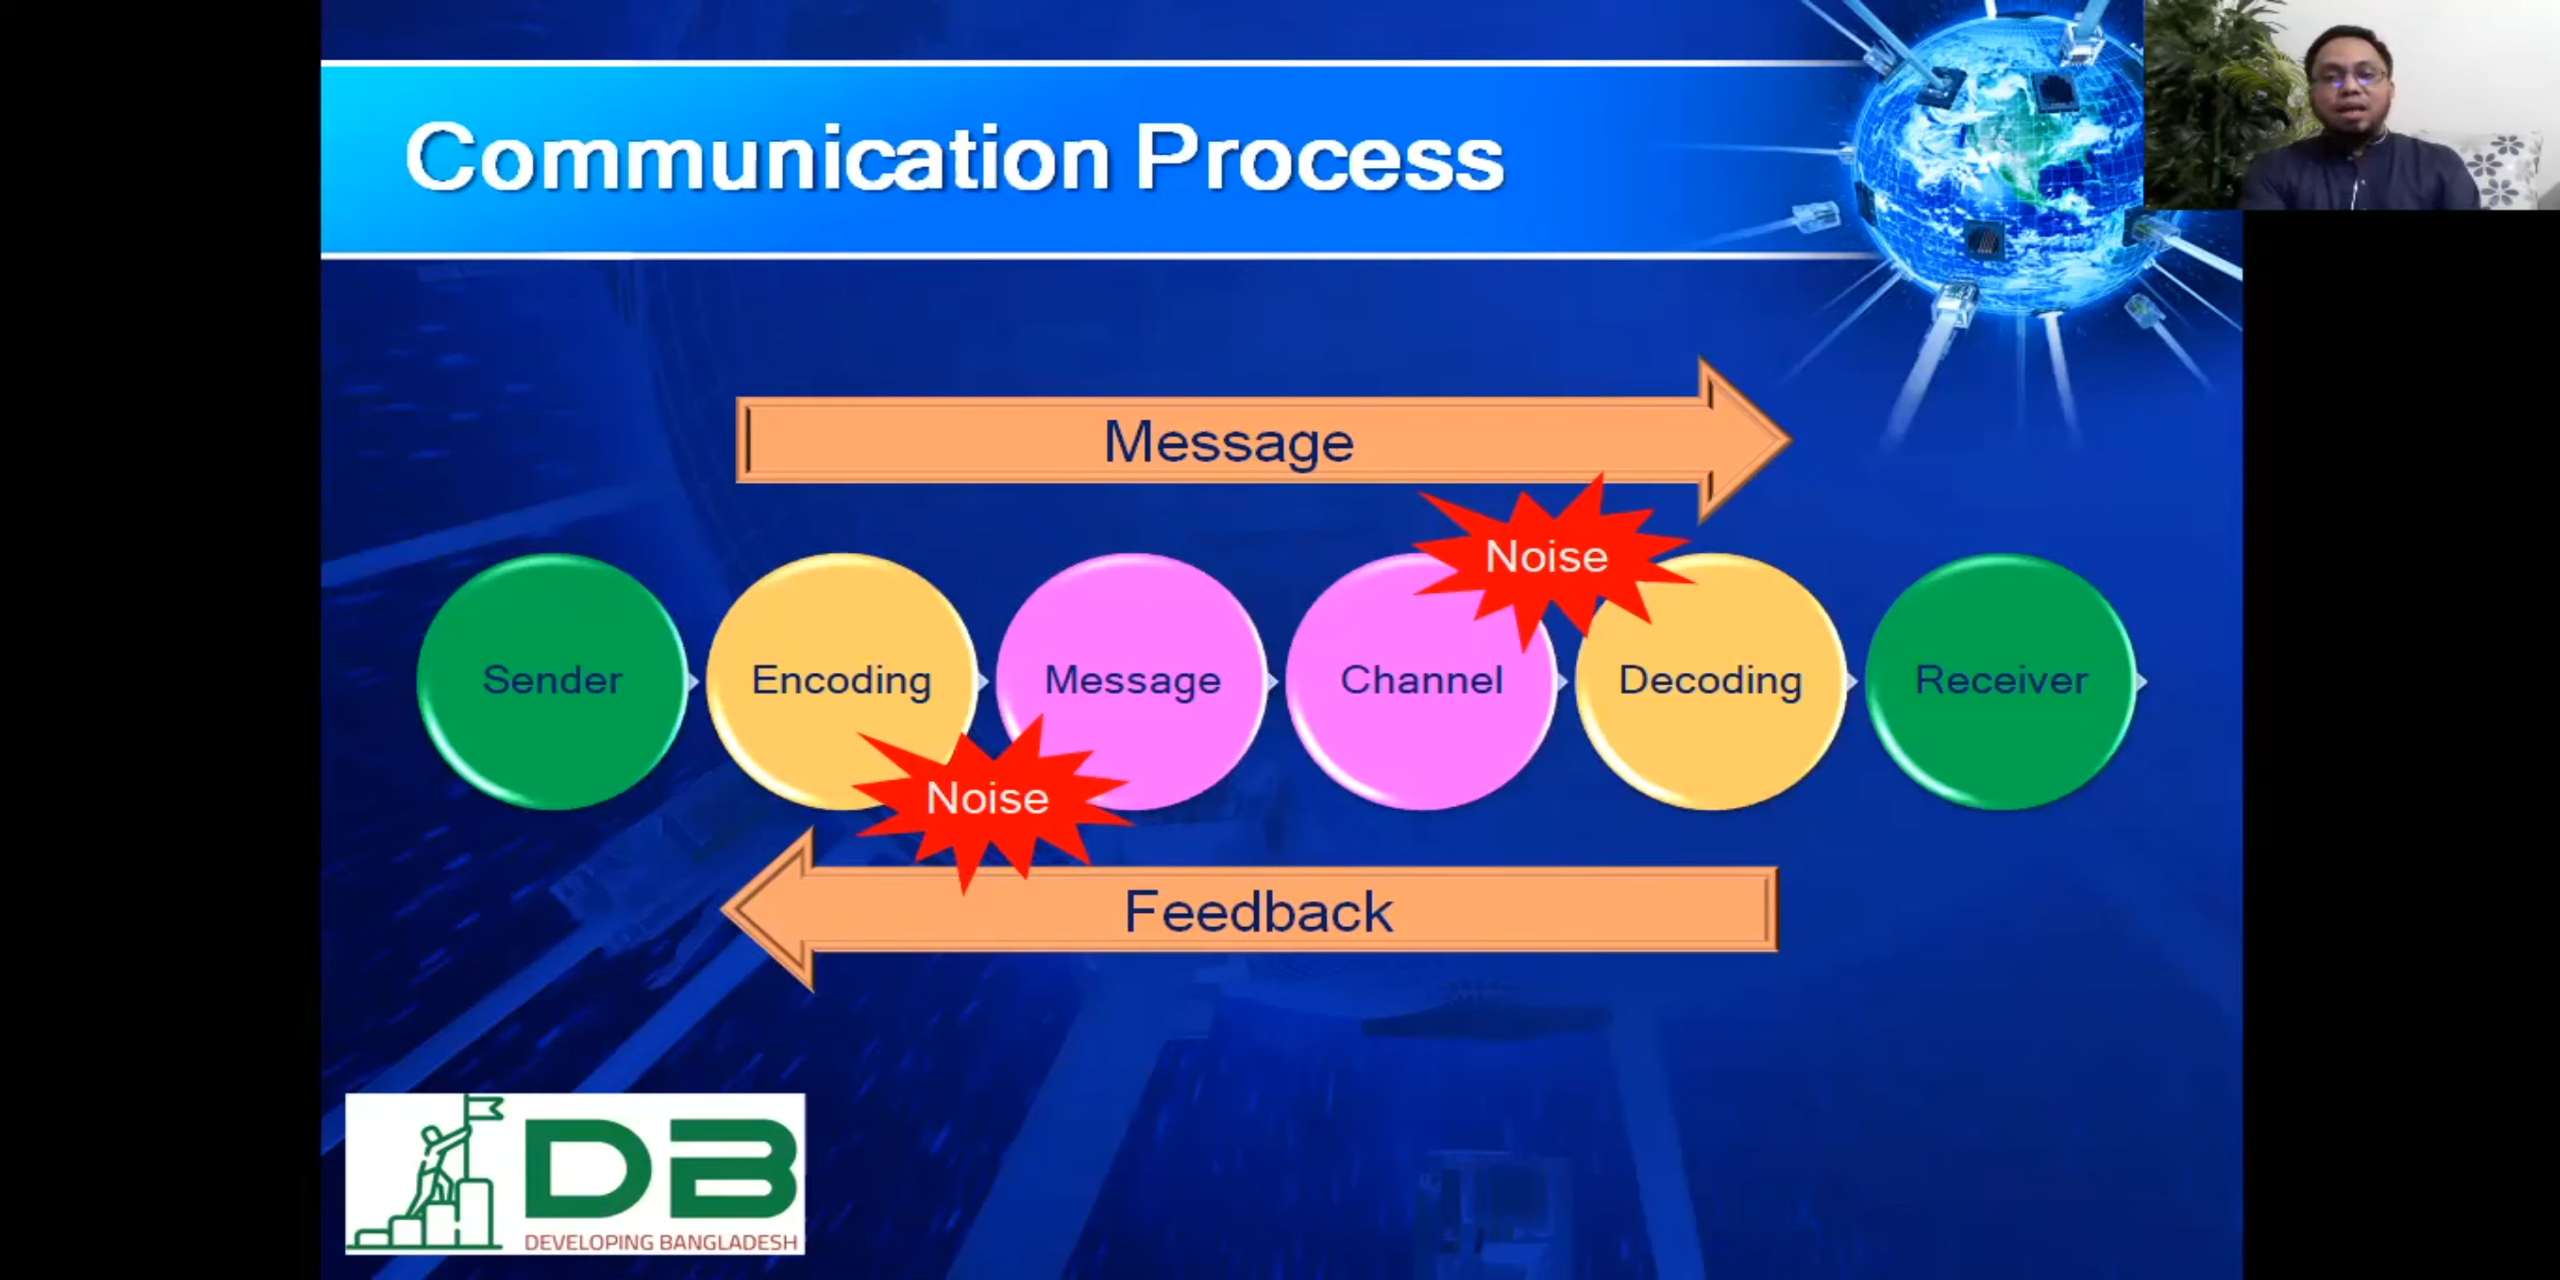 Communication Process
Message
Noise
Sender
Encoding
Message
Channel
Decoding
Receiver
Noise
Feedback
DB
DEVELOPING BANGLADESH